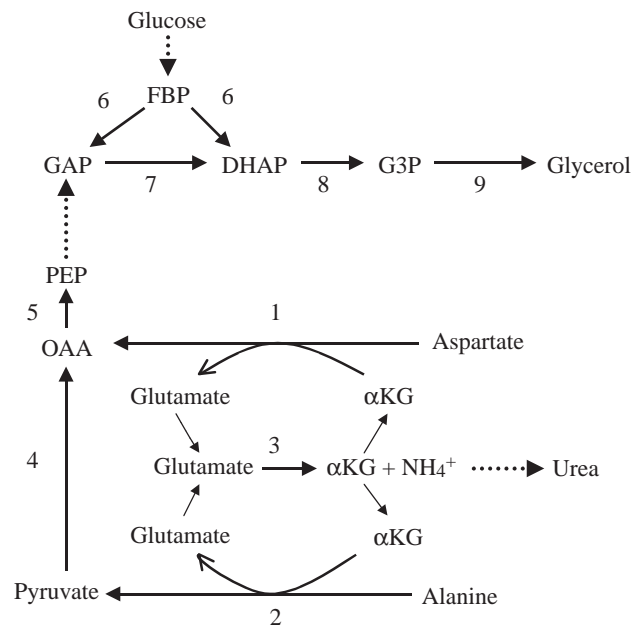 Glucose
6 FBP 6
GAP 7 DHAP 8 G3P 9 Glycerol
PEP
5 1
OAA Aspartate
Glutamate αKG
4 3
Glutamate αKG + NH₄⁺ Urea
Glutamate αKG
Pyruvate Alanine
2